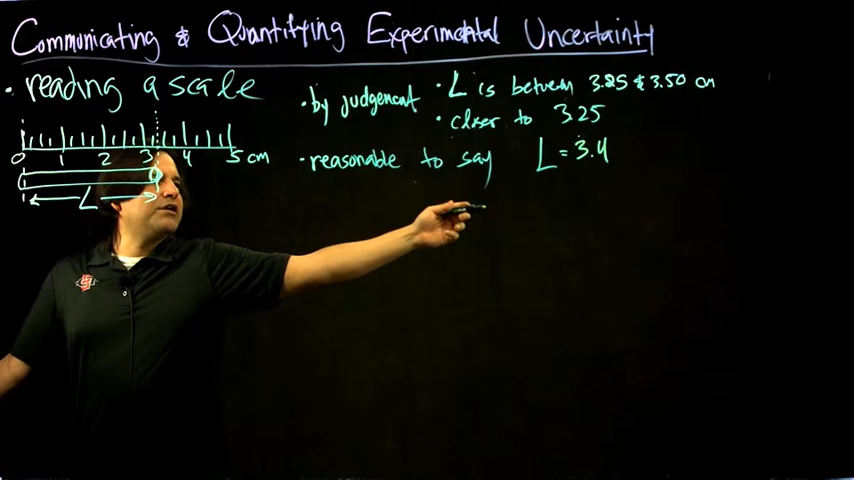 Communicating & Quantifying Experimental Uncertainty
• reading a scale
• by judgement
• L is between 3.25 & 3.50 cm
• closer to 3.25
0 1 2 3 4 5 cm
• reasonable to say L = 3.4
L